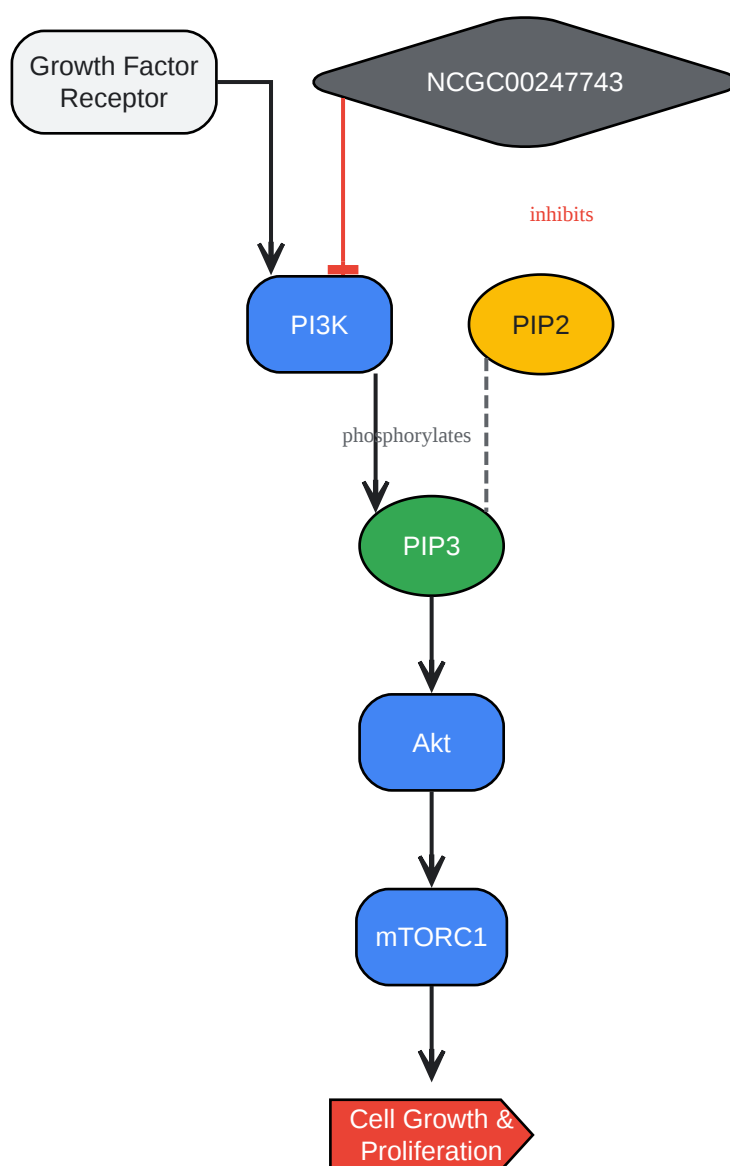 Growth Factor
Receptor
NCGC00247743
inhibits
PI3K
PIP2
phosphorylates
PIP3
Akt
mTORC1
Cell Growth &
Proliferation